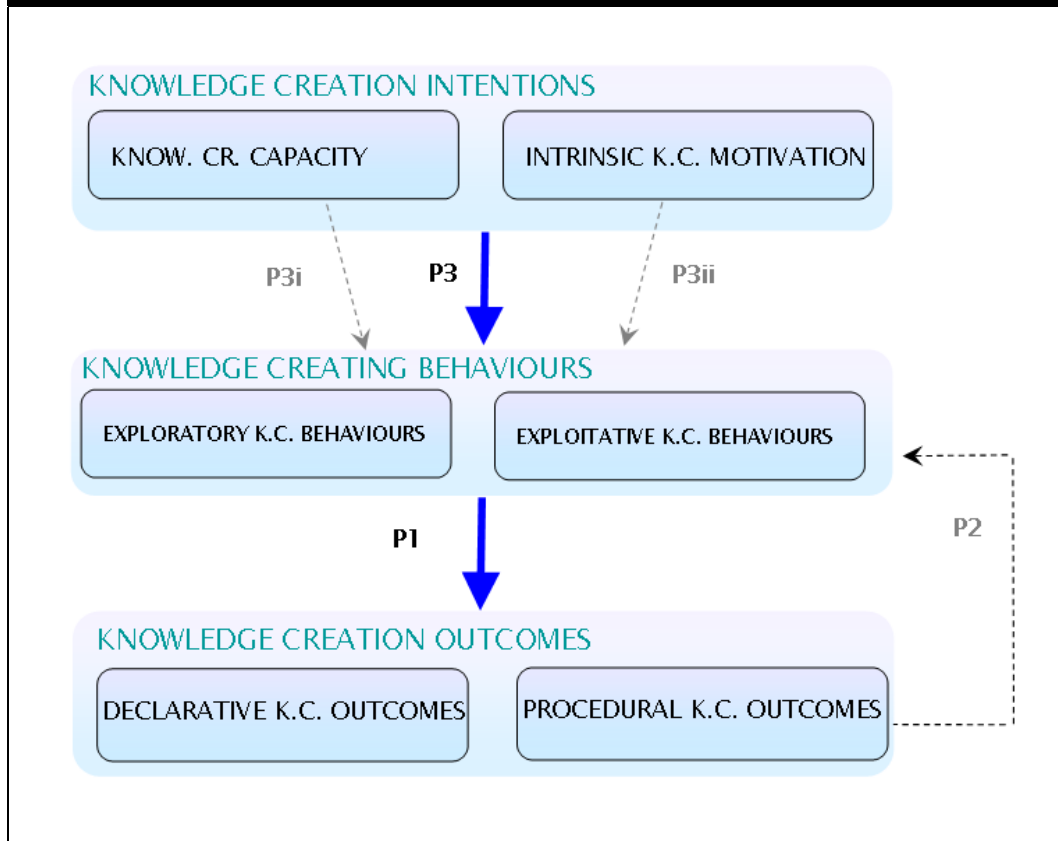 KNOWLEDGE CREATION INTENTIONS
KNOW. CR. CAPACITY
INTRINSIC K.C. MOTIVATION
P3i
P3
P3ii
KNOWLEDGE CREATING BEHAVIOURS
EXPLORATORY K.C. BEHAVIOURS
EXPLOITATIVE K.C. BEHAVIOURS
P1
P2
KNOWLEDGE CREATION OUTCOMES
DECLARATIVE K.C. OUTCOMES
PROCEDURAL K.C. OUTCOMES